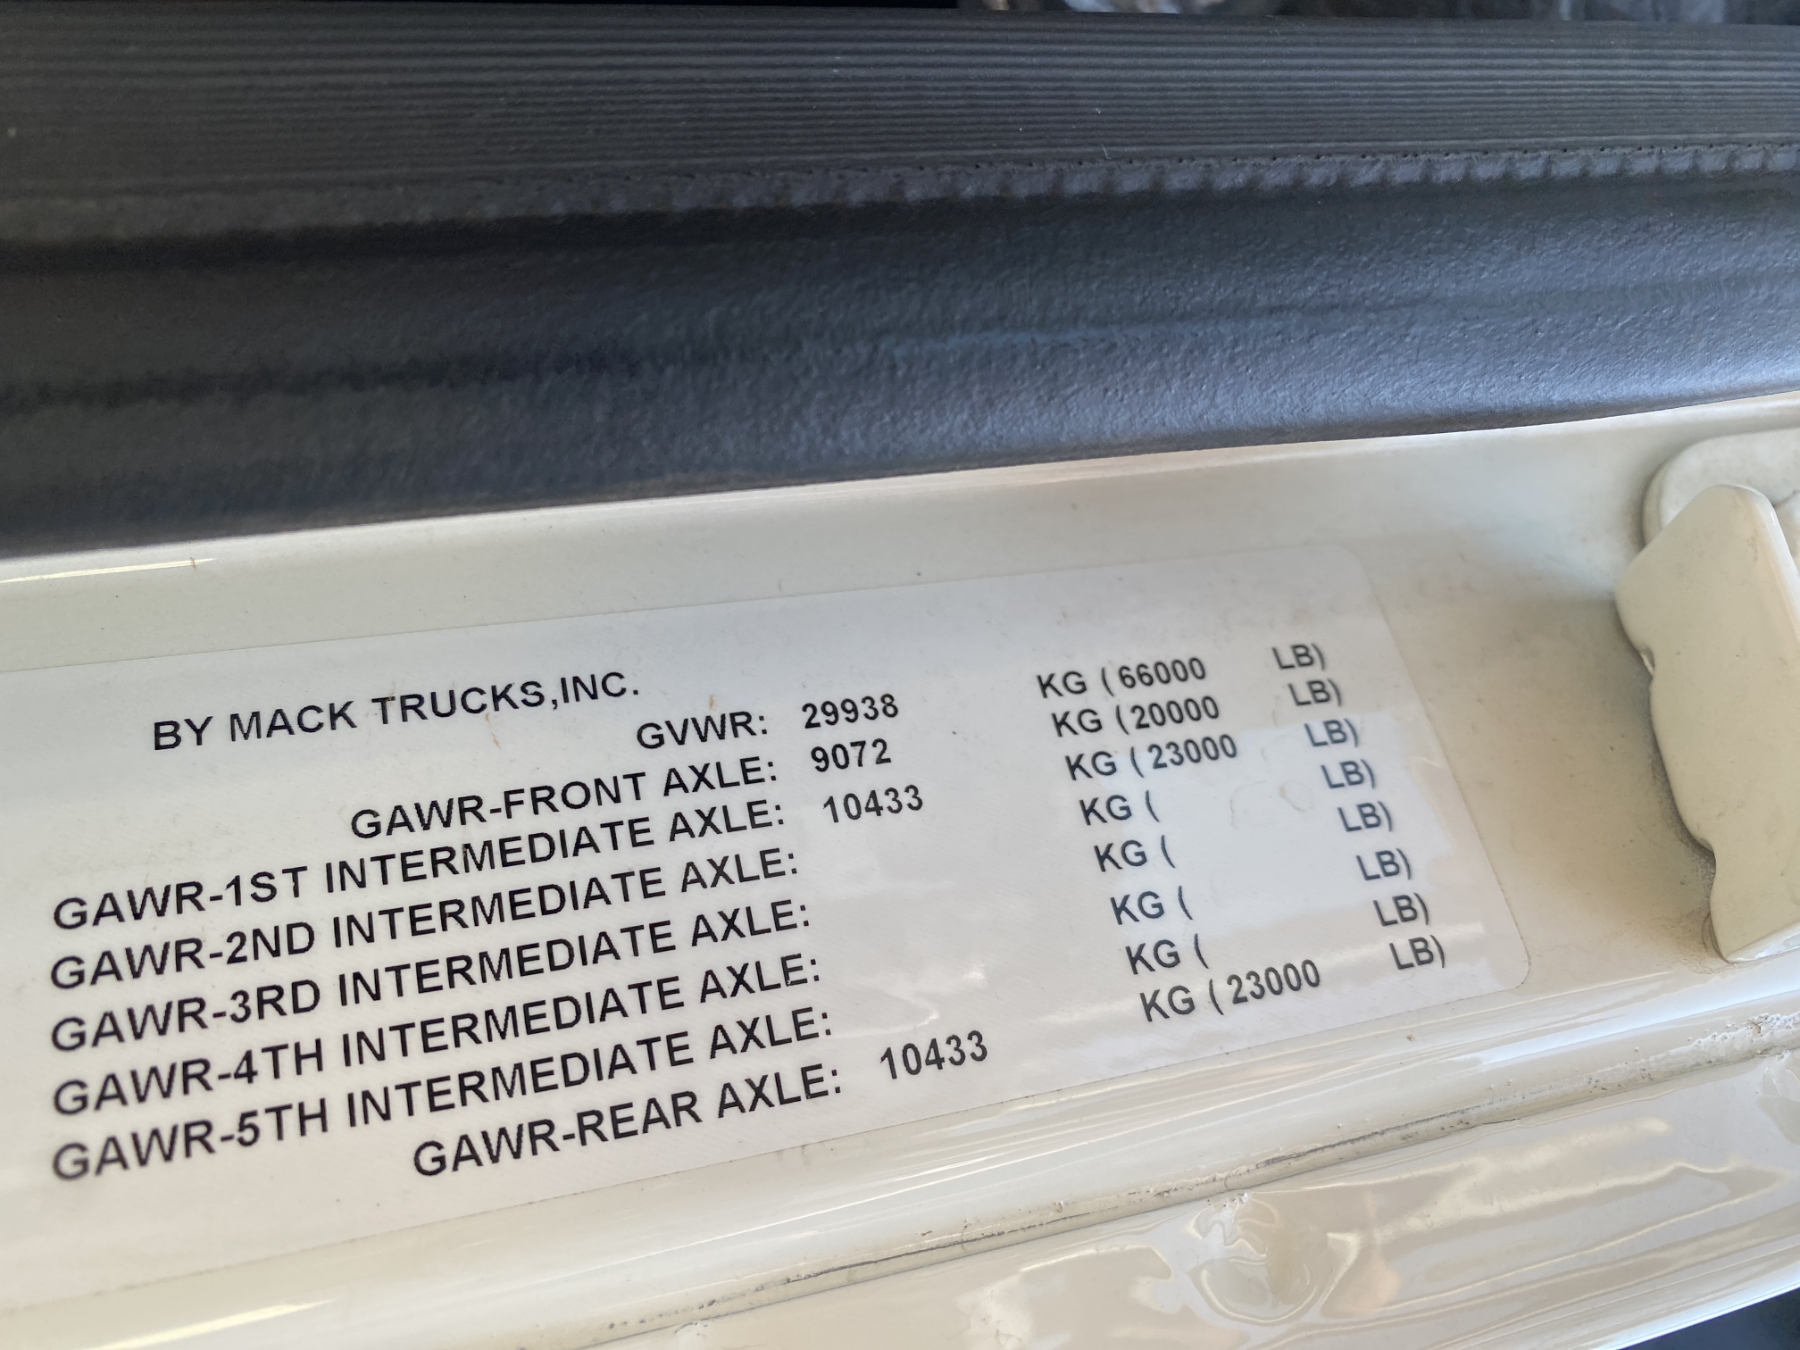 BY MACK TRUCKS,INC.
GVWR: 29938 KG (66000 LB)
GAWR-FRONT AXLE: 9072 KG (20000 LB)
GAWR-1ST INTERMEDIATE AXLE: 10433 KG (23000 LB)
GAWR-2ND INTERMEDIATE AXLE: KG ( LB)
GAWR-3RD INTERMEDIATE AXLE: KG ( LB)
GAWR-4TH INTERMEDIATE AXLE: KG ( LB)
GAWR-5TH INTERMEDIATE AXLE: KG ( LB)
GAWR-REAR AXLE: 10433 KG (23000 LB)